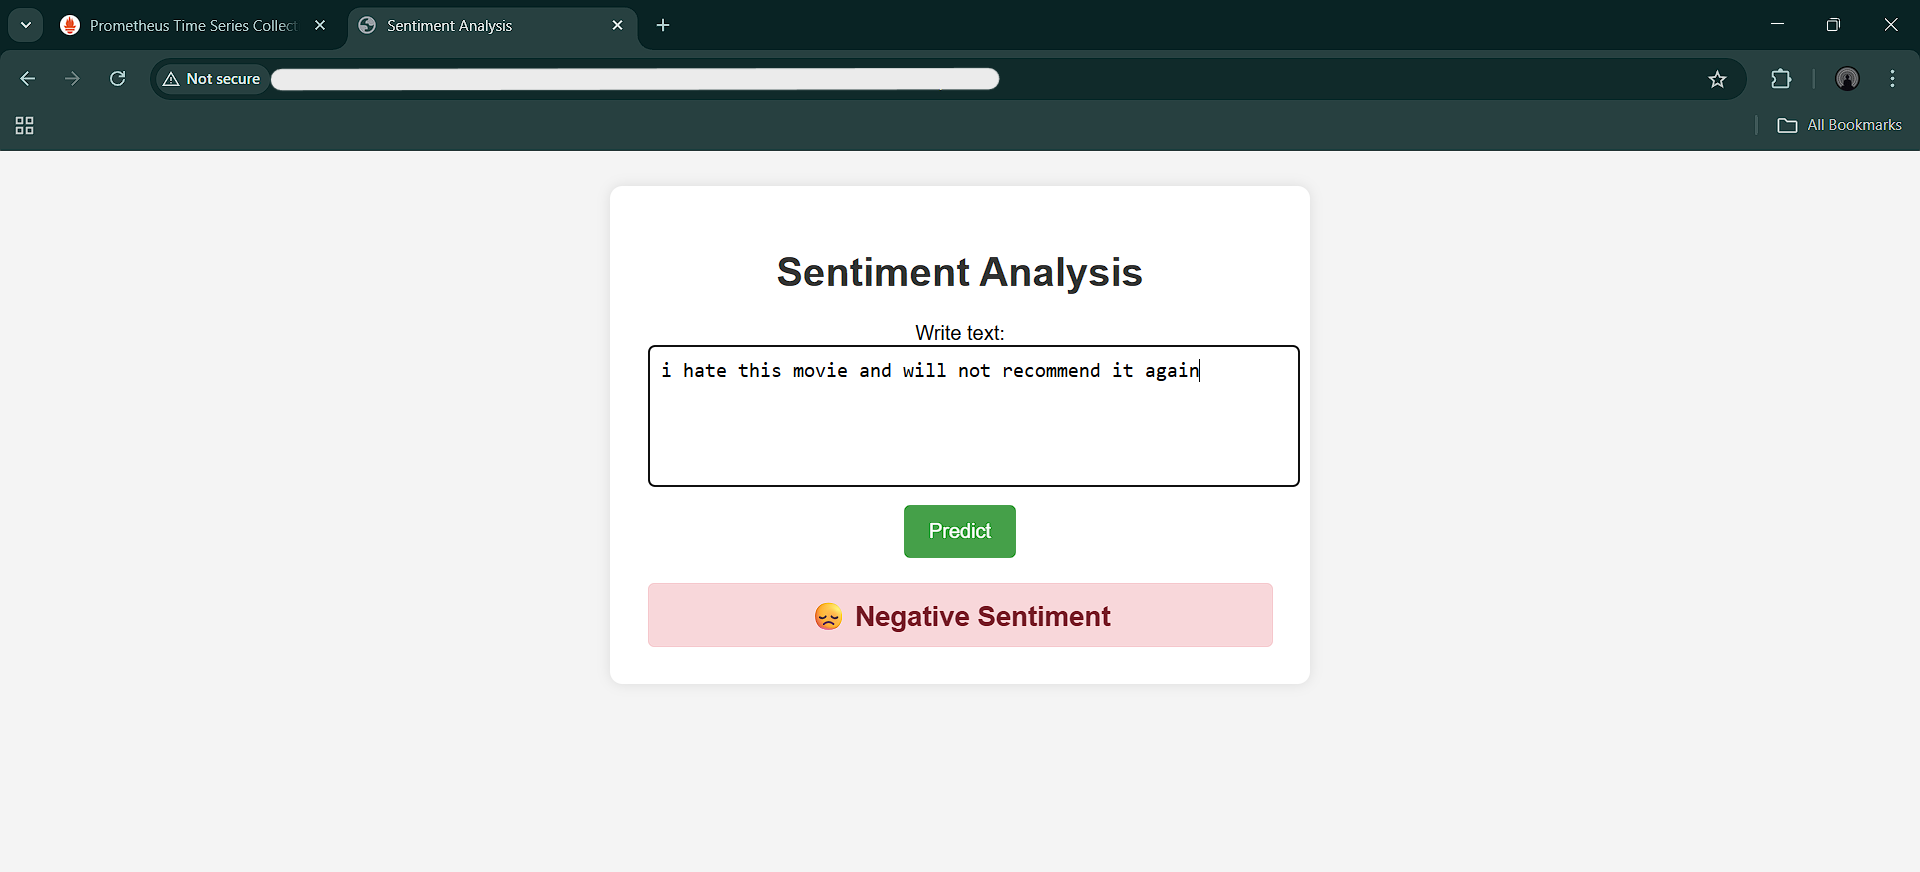 Prometheus Time Series Collect
Sentiment Analysis
Not secure
All Bookmarks
Sentiment Analysis
Write text:
i hate this movie and will not recommend it again
Predict
😞 Negative Sentiment